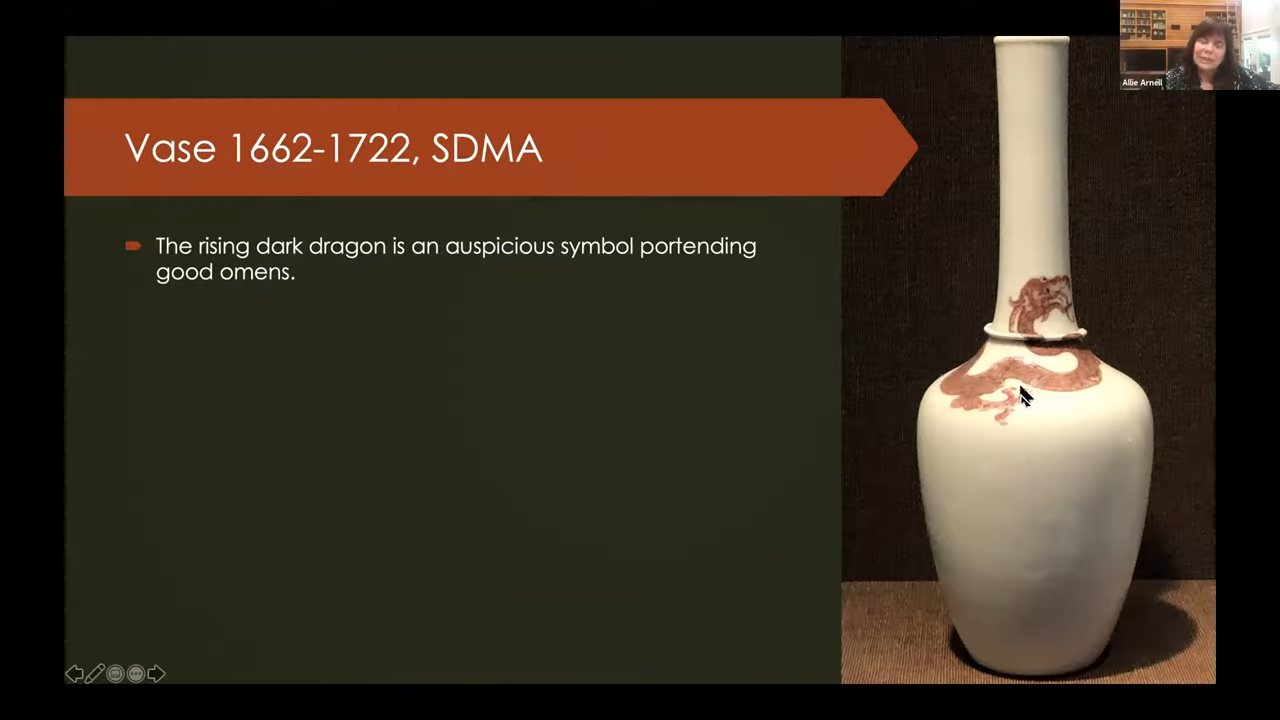 Allie Arnell
Vase 1662-1722, SDMA
The rising dark dragon is an auspicious symbol portending
good omens.